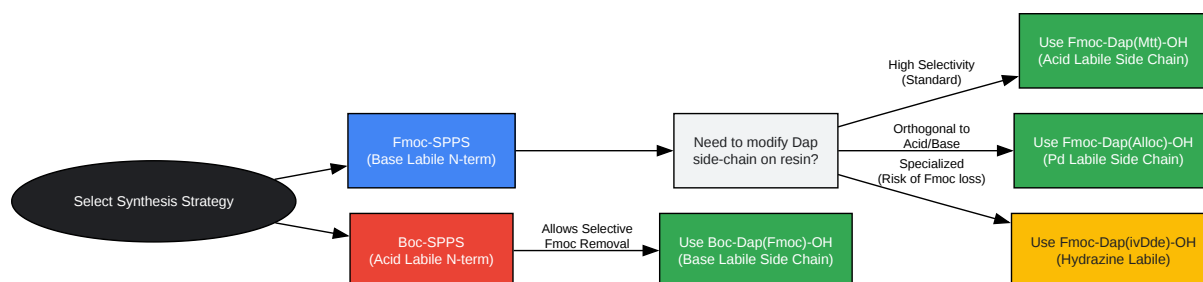 Select Synthesis Strategy
Fmoc-SPPS
(Base Labile N-term)
Need to modify Dap
side-chain on resin?
High Selectivity
(Standard)
Use Fmoc-Dap(Mtt)-OH
(Acid Labile Side Chain)
Orthogonal to
Acid/Base
Use Fmoc-Dap(Alloc)-OH
(Pd Labile Side Chain)
Specialized
(Risk of Fmoc loss)
Use Fmoc-Dap(ivDde)-OH
(Hydrazine Labile)
Boc-SPPS
(Acid Labile N-term)
Allows Selective
Fmoc Removal
Use Boc-Dap(Fmoc)-OH
(Base Labile Side Chain)